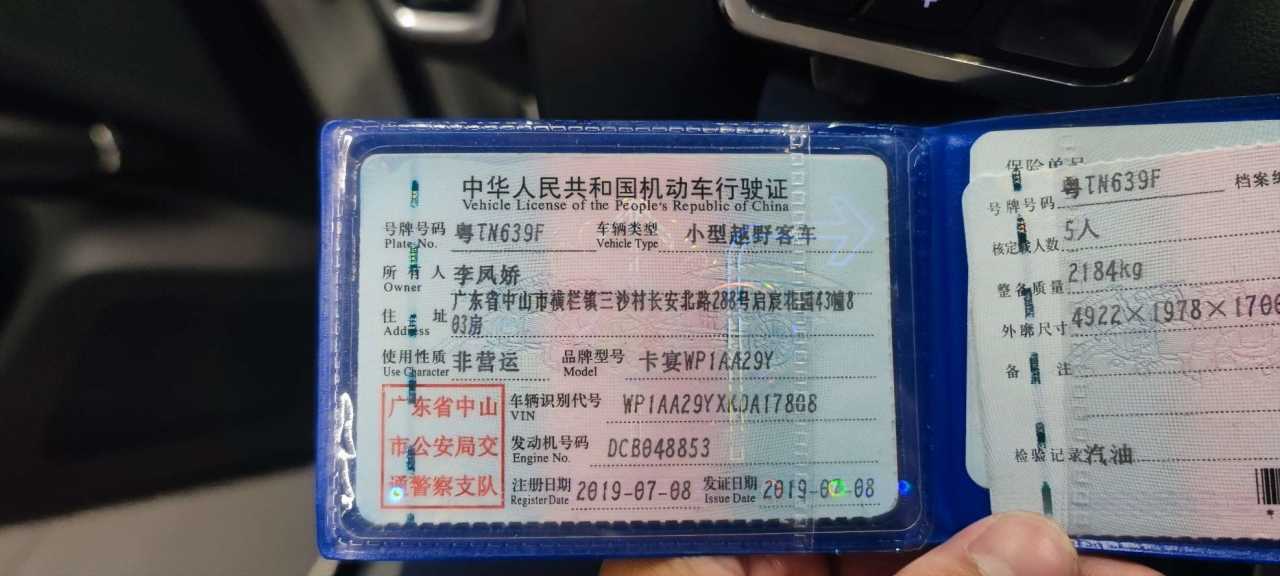 中华人民共和国机动车行驶证
Vehicle License of the People's Republic of China
号牌号码 粤TN639F 车辆类型 小型越野客车
Plate No. Vehicle Type
所有人 李凤娇
Owner
住址 广东省中山市横栏镇三沙村长安北路288号启宸花园43幢8
Address 03房
使用性质 非营运 品牌型号 卡宴WP1AA29Y
Use Character Model
广东省中山
市公安局交
通警察支队
车辆识别代号 WP1AA29YXKDA17808
VIN
发动机号码 DCB048853
Engine No.
注册日期 2019-07-08 发证日期 2019-07-08
Register Date Issue Date
保险单号
号牌号码 粤TN639F 档案编
核定载人数 5人
整备质量 2184kg
外廓尺寸 4922×1978×170
备注
检验记录 汽油